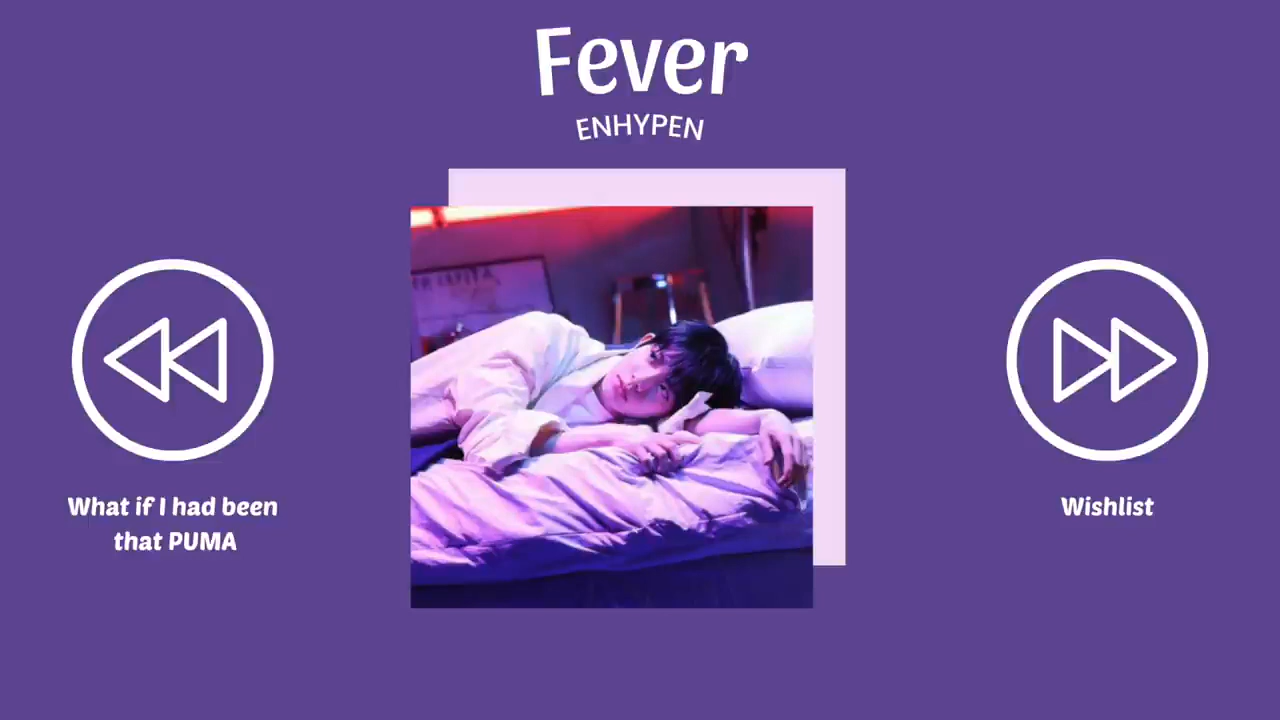 Fever
ENHYPEN
What if I had been
that PUMA
Wishlist